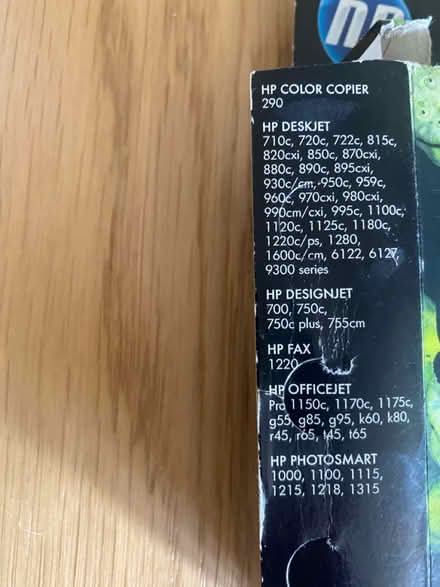 hp
HP COLOR COPIER
290
HP DESKJET
710c, 720c, 722c, 815c,
820cxi, 850c, 870cxi,
880c, 890c, 895cxi,
930c/cm, 950c, 959c,
960c, 970cxi, 980cxi,
990cm/cxi, 995c, 1100c,
1120c, 1125c, 1180c,
1220c/ps, 1280,
1600c/cm, 6122, 6127,
9300 series
HP DESIGNJET
700, 750c,
750c plus, 755cm
HP FAX
1220
HP OFFICEJET
Pro 1150c, 1170c, 1175c,
g55, g85, g95, k60, k80,
r45, r65, t45, t65
HP PHOTOSMART
1000, 1100, 1115,
1215, 1218, 1315